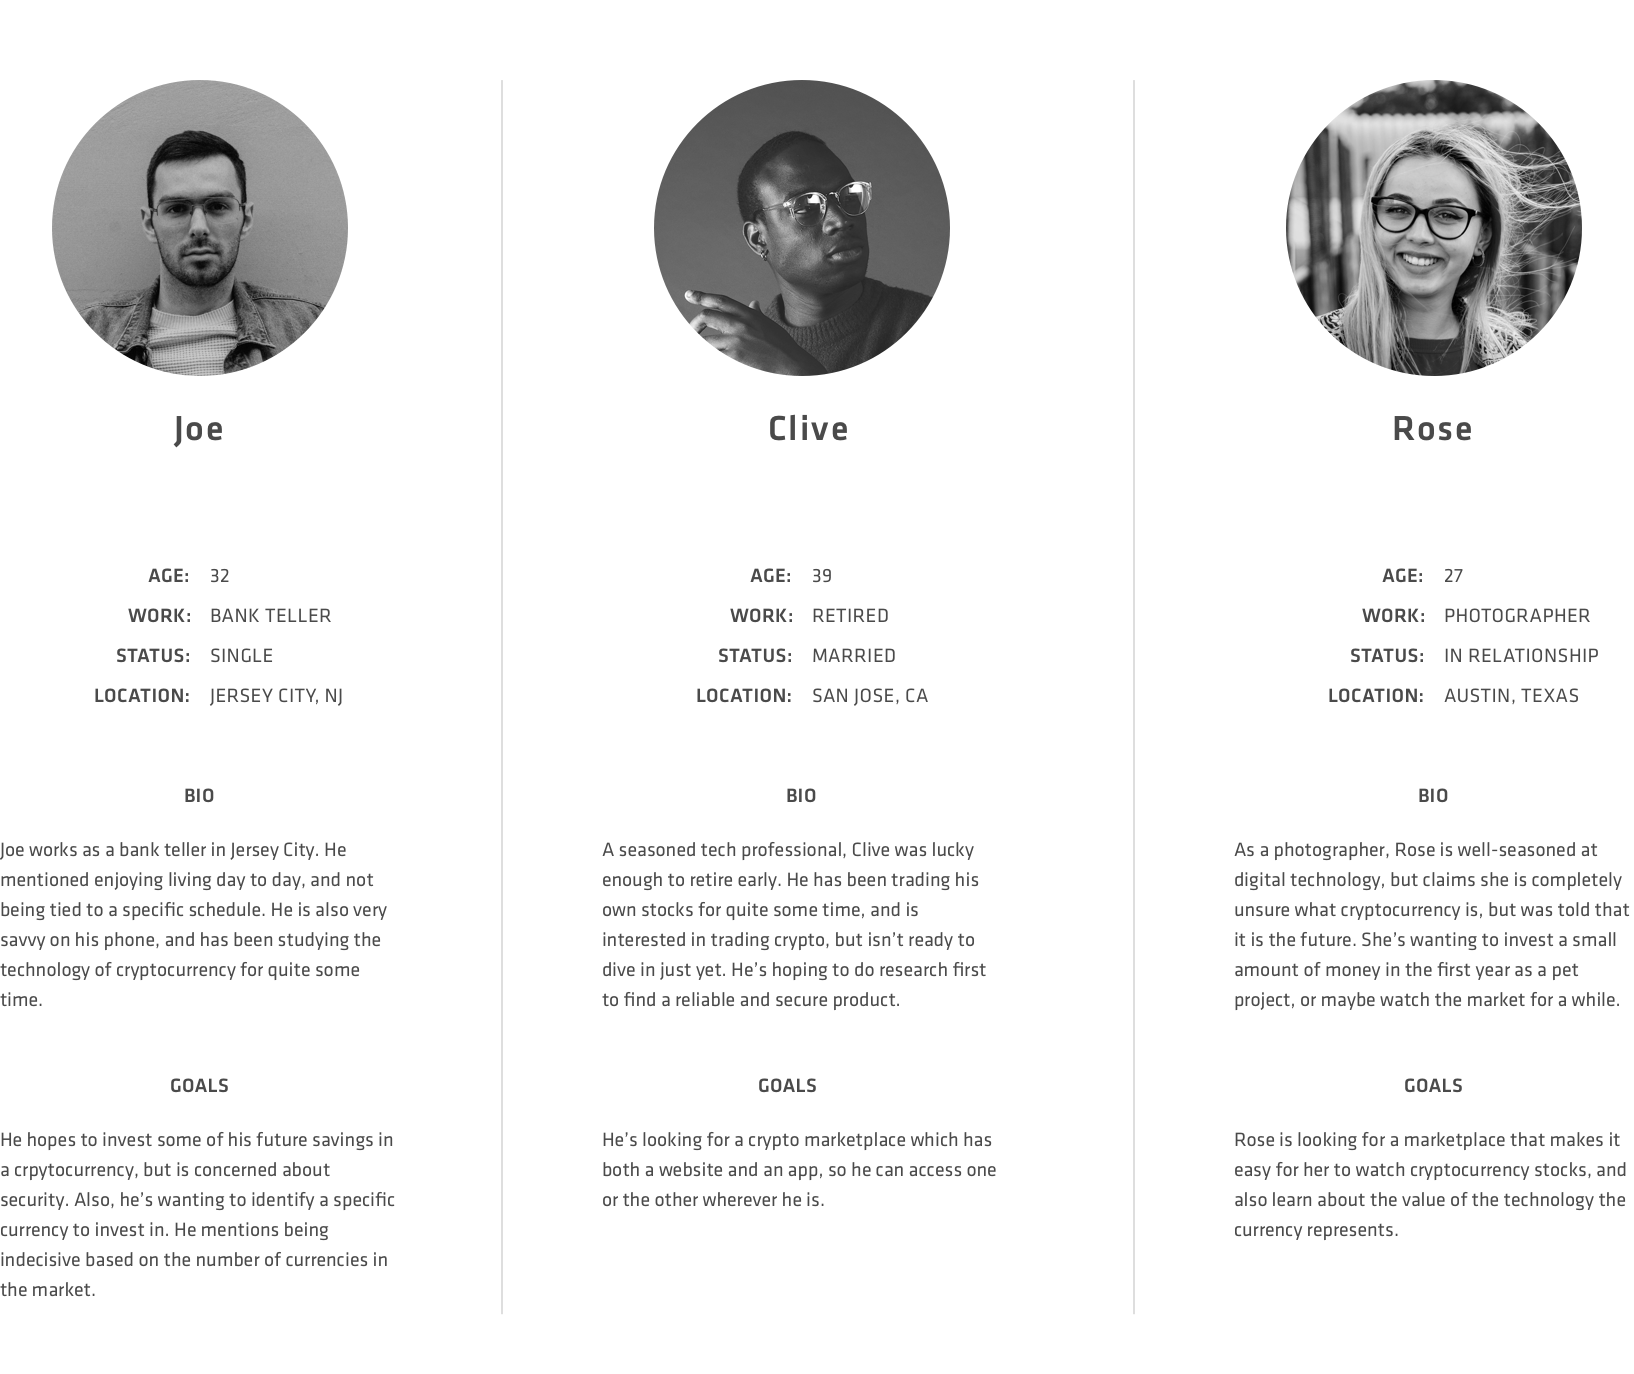 Joe
AGE: 32
WORK: BANK TELLER
STATUS: SINGLE
LOCATION: JERSEY CITY, NJ
BIO
Joe works as a bank teller in Jersey City. He
mentioned enjoying living day to day, and not
being tied to a specific schedule. He is also very
savvy on his phone, and has been studying the
technology of cryptocurrency for quite some
time.
GOALS
He hopes to invest some of his future savings in
a crpytocurrency, but is concerned about
security. Also, he’s wanting to identify a specific
currency to invest in. He mentions being
indecisive based on the number of currencies in
the market.
Clive
AGE: 39
WORK: RETIRED
STATUS: MARRIED
LOCATION: SAN JOSE, CA
BIO
A seasoned tech professional, Clive was lucky
enough to retire early. He has been trading his
own stocks for quite some time, and is
interested in trading crypto, but isn’t ready to
dive in just yet. He’s hoping to do research first
to find a reliable and secure product.
GOALS
He’s looking for a crypto marketplace which has
both a website and an app, so he can access one
or the other wherever he is.
Rose
AGE: 27
WORK: PHOTOGRAPHER
STATUS: IN RELATIONSHIP
LOCATION: AUSTIN, TEXAS
BIO
As a photographer, Rose is well-seasoned at
digital technology, but claims she is completely
unsure what cryptocurrency is, but was told that
it is the future. She’s wanting to invest a small
amount of money in the first year as a pet
project, or maybe watch the market for a while.
GOALS
Rose is looking for a marketplace that makes it
easy for her to watch cryptocurrency stocks, and
also learn about the value of the technology the
currency represents.